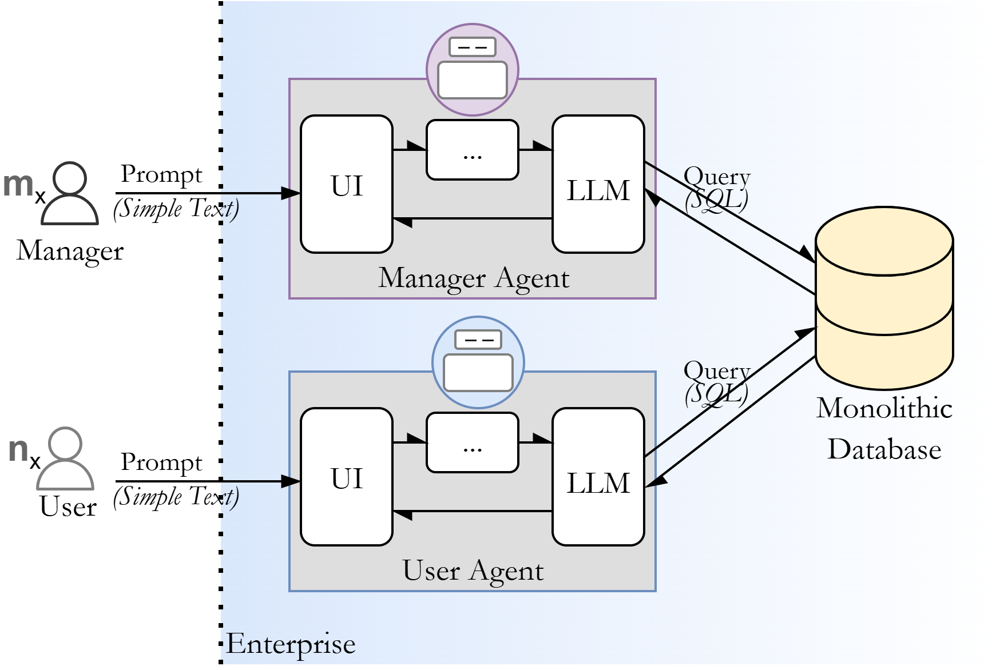 m x
Manager
Prompt
(Simple Text)
UI
...
LLM
Manager Agent
Query
(SQL)
n x
User
Prompt
(Simple Text)
UI
...
LLM
User Agent
Query
(SQL)
Monolithic
Database
Enterprise